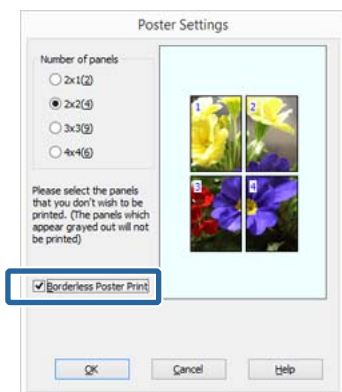 Poster Settings
Number of panels
2x1(2)
2x2(4)
3x3(9)
4x4(6)
Please select the panels
that you don't wish to be
printed. (The panels which
appear grayed out will not
be printed)
Borderless Poster Print
1
2
3
4
OK
Cancel
Help